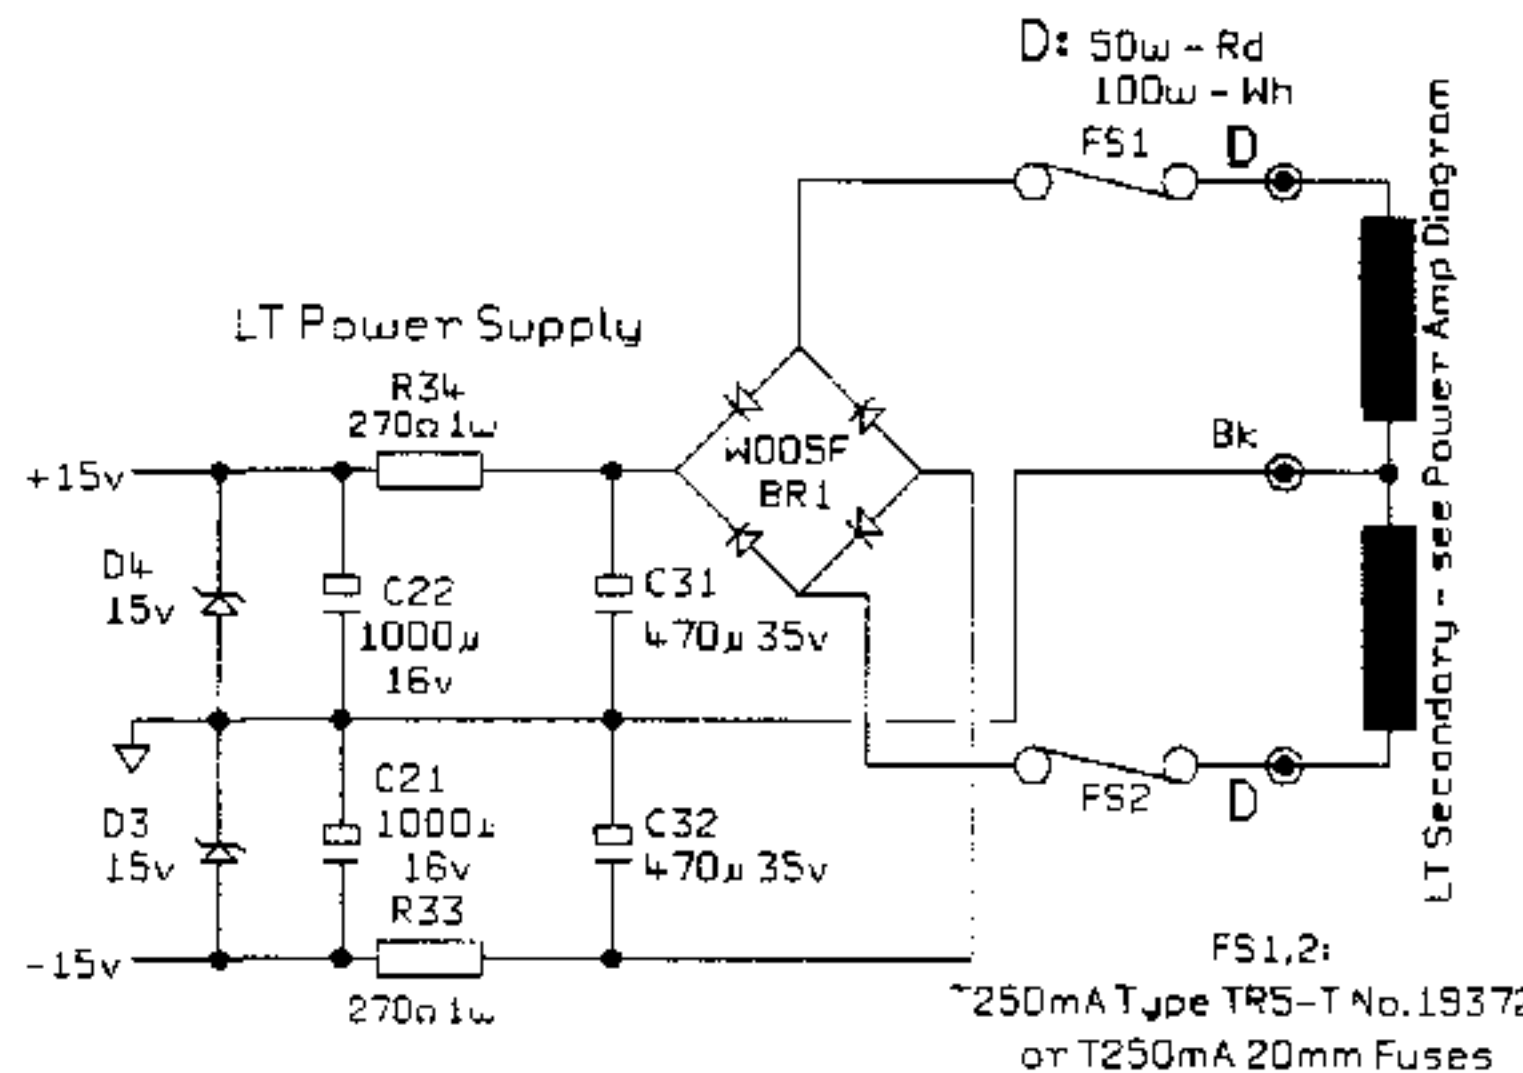 D: 50w - Rd
100w - Wh
FS1
D
LT Power Supply
R34
270Ω 1w
W005F
BR1
Bk
+15v
D4
15v
C22
1000µ
16v
C31
470µ 35v
LT Secondary - see Power Amp Diagram
C21
1000µ
16v
D3
15v
C32
470µ 35v
FS2
D
R33
-15v
270Ω 1w
FS1,2:
T250mA Type TR5-T No.19372
or T250mA 20mm Fuses